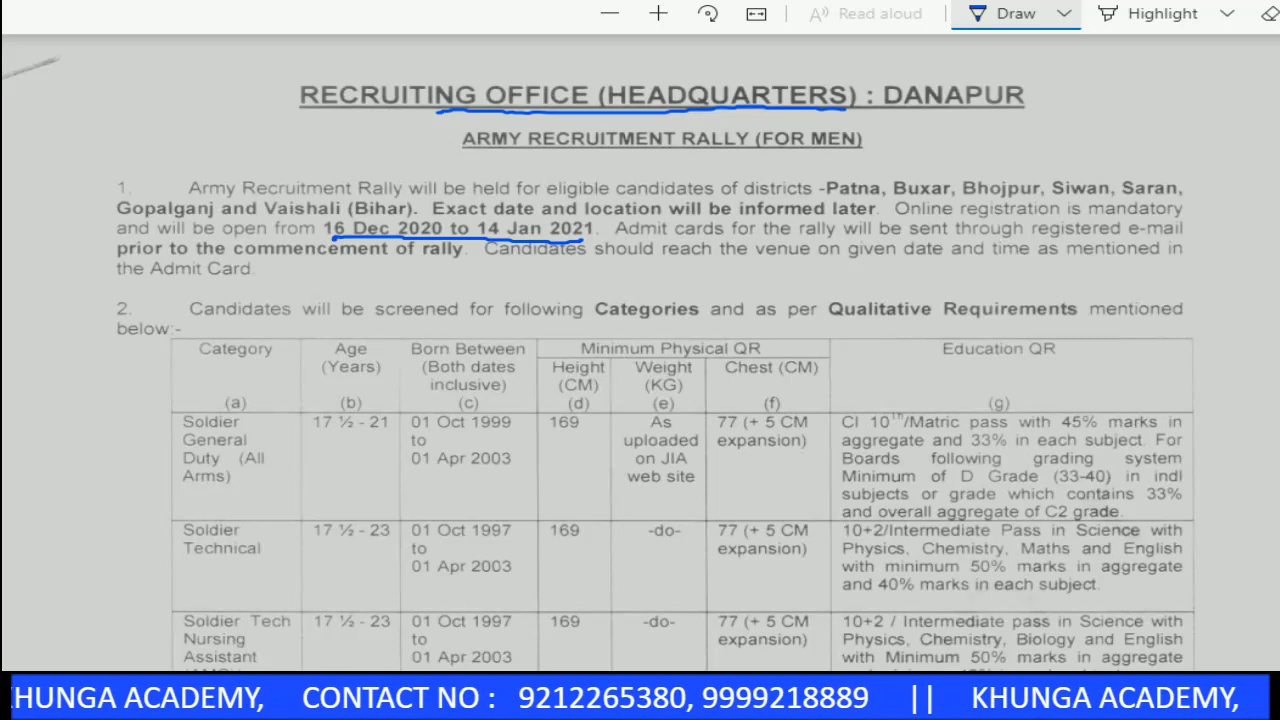 Read aloud
Draw
Highlight
RECRUITING OFFICE (HEADQUARTERS) : DANAPUR
ARMY RECRUITMENT RALLY (FOR MEN)
1. Army Recruitment Rally will be held for eligible candidates of districts -Patna, Buxar, Bhojpur, Siwan, Saran,
Gopalganj and Vaishali (Bihar). Exact date and location will be informed later. Online registration is mandatory
and will be open from 16 Dec 2020 to 14 Jan 2021. Admit cards for the rally will be sent through registered e-mail
prior to the commencement of rally. Candidates should reach the venue on given date and time as mentioned in
the Admit Card.
2. Candidates will be screened for following Categories and as per Qualitative Requirements mentioned
below:-
Category Age Born Between Minimum Physical QR Education QR
(Years) (Both dates Height Weight Chest (CM)
inclusive) (CM) (KG)
(a) (b) (c) (d) (e) (f) (g)
Soldier 17 ½ - 21 01 Oct 1999 169 As 77 (+ 5 CM Cl 10th/Matric pass with 45% marks in
General to uploaded expansion) aggregate and 33% in each subject. For
Duty (All 01 Apr 2003 on JIA Boards following grading system
Arms) web site Minimum of D Grade (33-40) in indl
subjects or grade which contains 33%
and overall aggregate of C2 grade.
Soldier 17 ½ - 23 01 Oct 1997 169 -do- 77 (+ 5 CM 10+2/Intermediate Pass in Science with
Technical to expansion) Physics, Chemistry, Maths and English
01 Apr 2003 with minimum 50% marks in aggregate
and 40% marks in each subject.
Soldier Tech 17 ½ - 23 01 Oct 1997 169 -do- 77 (+ 5 CM 10+2 / Intermediate pass in Science with
Nursing to expansion) Physics, Chemistry, Biology and English
Assistant 01 Apr 2003 with Minimum 50% marks in aggregate
KHUNGA ACADEMY, CONTACT NO : 9212265380, 9999218889 || KHUNGA ACADEMY,